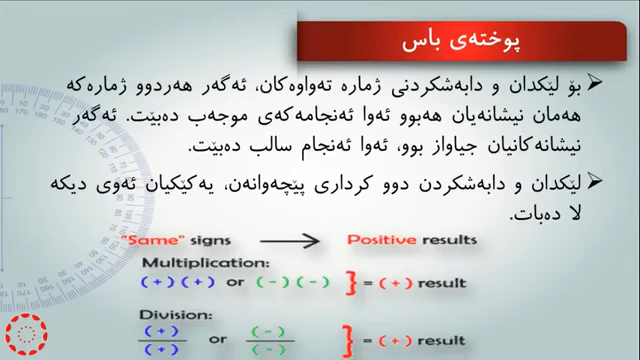 پوختەی باس
بۆ لێکدان و دابەشکردنی ژمارە تەواوەکان، ئەگەر هەردوو ژمارەکە
هەمان نیشانەیان هەبوو ئەوا ئەنجامەکەی موجەب دەبێت. ئەگەر
نیشانەکانیان جیاواز بوو، ئەوا ئەنجام سالب دەبێت.
لێکدان و دابەشکردن دوو کرداری پێچەوانەن، یەکێکیان ئەوی دیکە
لا دەبات.
"Same" signs ⟶ Positive results
Multiplication:
(+)(+) or (-)(-) } = (+) result
Division:
(+)/(+) or (-)/(-) } = (+) result